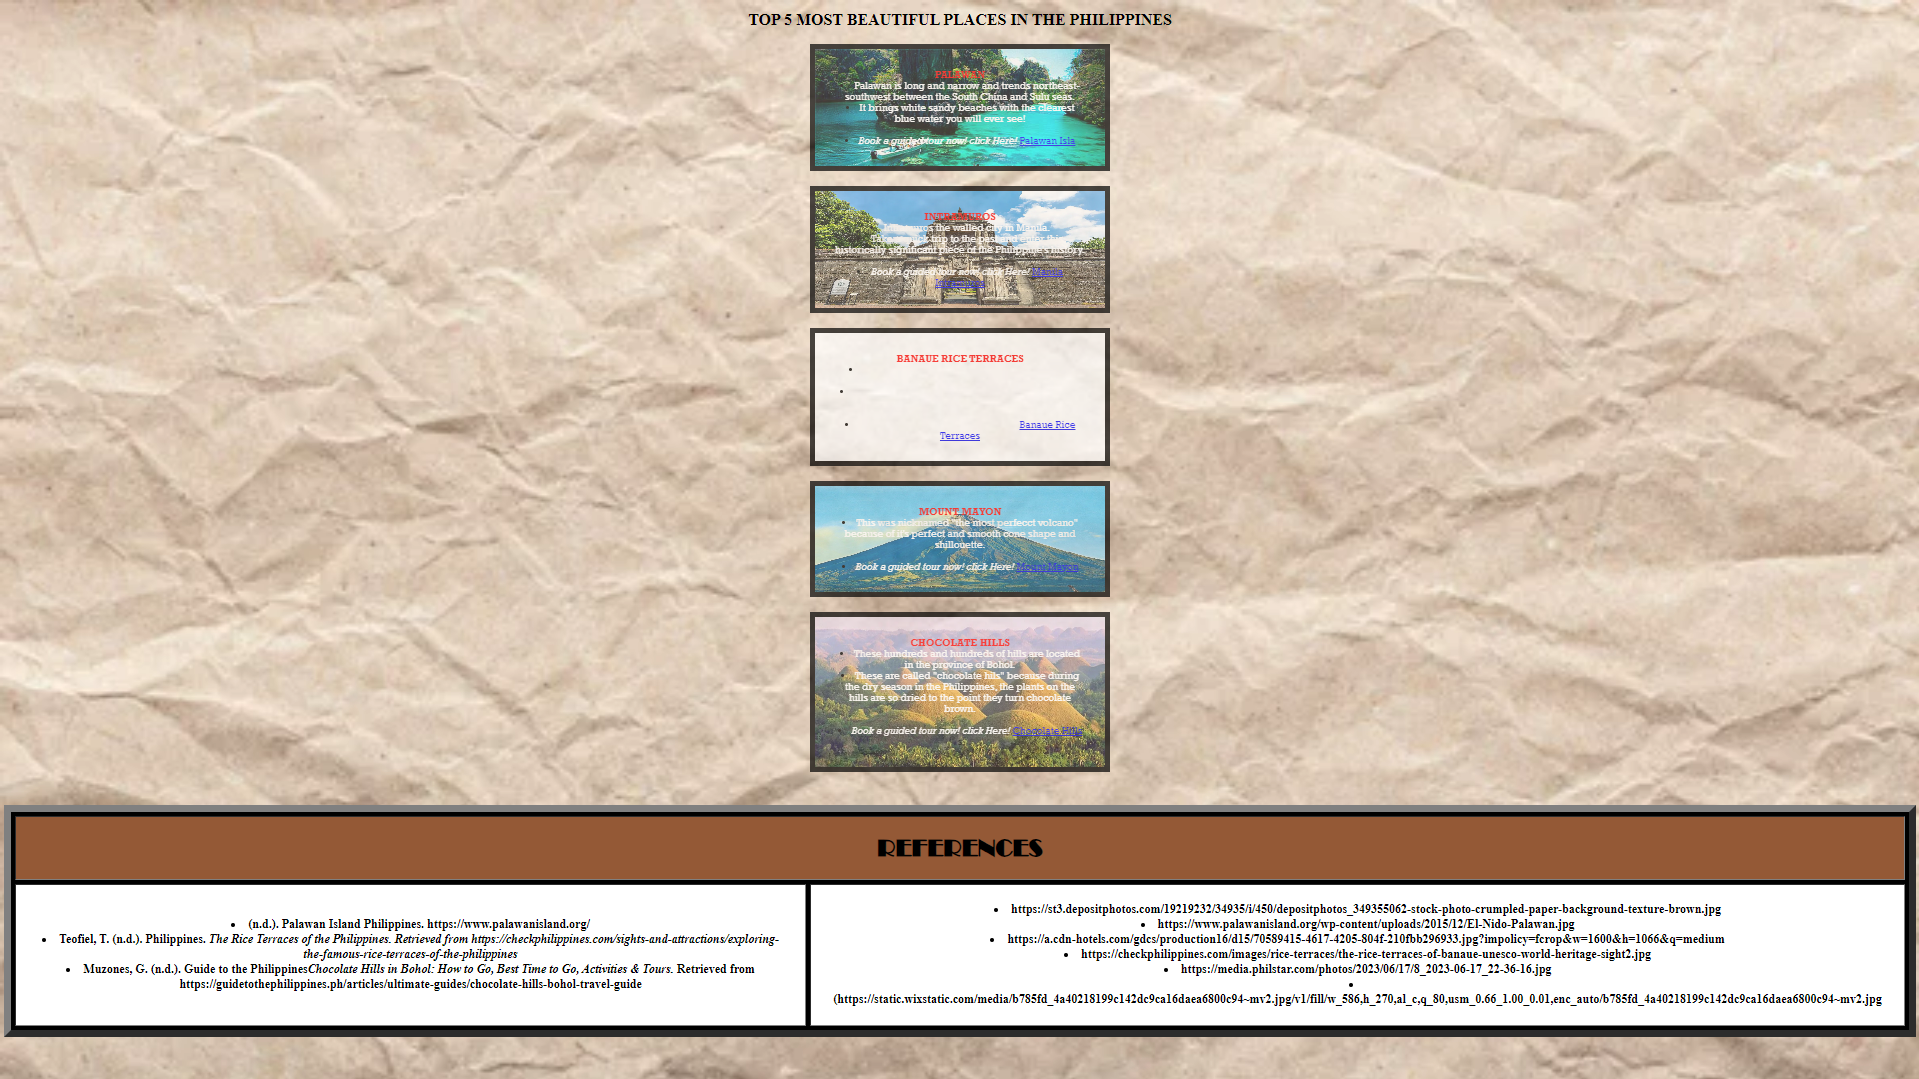 TOP 5 MOST BEAUTIFUL PLACES IN THE PHILIPPINES
Palawan is long and narrow and trends northeast-
southwest between the South China and Sulu seas.
It brings white sandy beaches with the clearest
blue water you will ever see!
Book a guided tour now! click Here! Palawan Isla
INTRAMUROS
Intramuros the walled city in Manila.
trip to the past and
historically significant piece of the Philippine's history.
Book a guided tour now! click Here! Manila
BANAUE RICE TERRACES
Banaue Rice
Terraces
MOUNT MAYON
This was nicknamed "the most perfecct volcano"
because of it's perfect and smooth cone shape and
shillouette.
Book a guided tour now! click Here! Mount Mayon
CHOCOLATE HILLS
These hundreds and hundreds of hills are located
in the province of Bohol.
These are called "chocolate hils" because during
the dry season in the Philippines, the plants on the
hills are so dried to the point they turn chocolate
brown.
Book a guided tour now! click Here! Chocolate Hills
REFERENCES
(n.d.). Palawan Island Philippines. https://www.palawanisland.org/
Teofiel, T. (n.d.). Philippines. The Rice Terraces of the Philippines. Retrieved from https://checkphilippines.com/sights-and-attractions/exploring-
the-famous-rice-terraces-of-the-philippines
Muzones, G. (n.d.). Guide to the PhilippinesChocolate Hills in Bohol: How to Go, Best Time to Go, Activities & Tours. Retrieved from
https://guidetothephilippines.ph/articles/ultimate-guides/chocolate-hills-bohol-travel-guide
https://st3.depositphotos.com/19219232/34935/i/450/depositphotos_349355062-stock-photo-crumpled-paper-background-texture-brown.jpg
https://www.palawanisland.org/wp-content/uploads/2015/12/El-Nido-Palawan.jpg
https://a.cdn-hotels.com/gdcs/production16/d15/70589415-4617-4205-804f-210fbb296933.jpg?impolicy=fcrop&w=1600&h=1066&q=medium
https://checkphilippines.com/images/rice-terraces/the-rice-terraces-of-banaue-unesco-world-heritage-sight2.jpg
https://media.philstar.com/photos/2023/06/17/8_2023-06-17_22-36-16.jpg
(https://static.wixstatic.com/media/b785fd_4a40218199c142dc9ca16daea6800c94~mv2.jpg/v1/fill/w_586,h_270,al_c,q_80,usm_0.66_1.00_0.01,enc_auto/b785fd_4a40218199c142dc9ca16daea6800c94~mv2.jpg